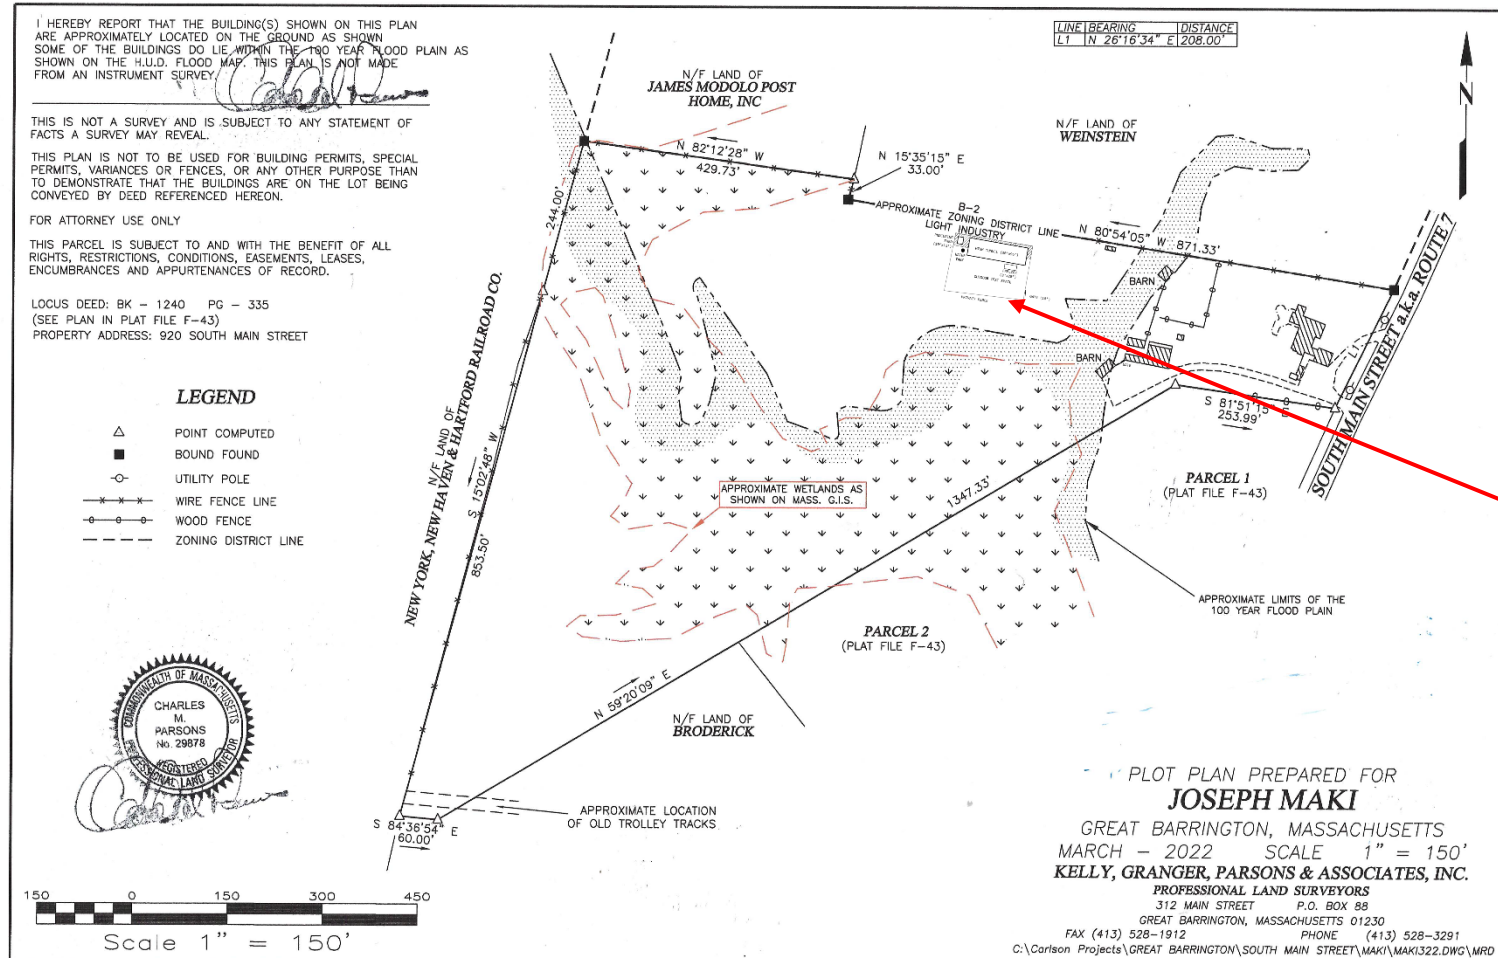 I HEREBY REPORT THAT THE BUILDING(S) SHOWN ON THIS PLAN
ARE APPROXIMATELY LOCATED ON THE GROUND AS SHOWN
SOME OF THE BUILDINGS DO LIE WITHIN THE 100 YEAR FLOOD PLAIN AS
SHOWN ON THE H.U.D. FLOOD MAP. THIS PLAN IS NOT MADE
FROM AN INSTRUMENT SURVEY.
THIS IS NOT A SURVEY AND IS SUBJECT TO ANY STATEMENT OF
FACTS A SURVEY MAY REVEAL.
THIS PLAN IS NOT TO BE USED FOR BUILDING PERMITS, SPECIAL
PERMITS, VARIANCES OR FENCES, OR ANY OTHER PURPOSE THAN
TO DEMONSTRATE THAT THE BUILDINGS ARE ON THE LOT BEING
CONVEYED BY DEED REFERENCED HEREON.
FOR ATTORNEY USE ONLY
THIS PARCEL IS SUBJECT TO AND WITH THE BENEFIT OF ALL
RIGHTS, RESTRICTIONS, CONDITIONS, EASEMENTS, LEASES,
ENCUMBRANCES AND APPURTENANCES OF RECORD.
LOCUS DEED: BK – 1240 PG – 335
(SEE PLAN IN PLAT FILE F–43)
PROPERTY ADDRESS: 920 SOUTH MAIN STREET
LEGEND
POINT COMPUTED
BOUND FOUND
UTILITY POLE
WIRE FENCE LINE
WOOD FENCE
ZONING DISTRICT LINE
COMMONWEALTH OF MASSACHUSETTS
CHARLES
M.
PARSONS
No. 29878
REGISTERED
PROFESSIONAL LAND SURVEYOR
150 0 150 300 450
Scale 1" = 150'
LINE BEARING DISTANCE
L1 N 26°16'34" E 208.00'
N
N/F LAND OF
JAMES MODOLO POST
HOME, INC
N/F LAND OF
WEINSTEIN
N 82°12'28" W
429.73'
N 15°35'15" E
33.00'
244.00'
B–2
APPROXIMATE ZONING DISTRICT LINE
LIGHT INDUSTRY
N 80°54'05" W 871.33'
BARN
BARN
L1
SOUTH MAIN STREET a.k.a. ROUTE 7
S 81°51'15" E
253.99'
N/F LAND OF
NEW YORK, NEW HAVEN & HARTFORD RAILROAD CO.
S 15°02'48" W
853.50'
APPROXIMATE WETLANDS AS
SHOWN ON MASS. G.I.S.
1347.33'
PARCEL 1
(PLAT FILE F–43)
APPROXIMATE LIMITS OF THE
100 YEAR FLOOD PLAIN
PARCEL 2
(PLAT FILE F–43)
N 59°20'09" E
N/F LAND OF
BRODERICK
APPROXIMATE LOCATION
OF OLD TROLLEY TRACKS
S 84°36'54" E
60.00'
PLOT PLAN PREPARED FOR
JOSEPH MAKI
GREAT BARRINGTON, MASSACHUSETTS
MARCH – 2022 SCALE 1" = 150'
KELLY, GRANGER, PARSONS & ASSOCIATES, INC.
PROFESSIONAL LAND SURVEYORS
312 MAIN STREET P.O. BOX 88
GREAT BARRINGTON, MASSACHUSETTS 01230
FAX (413) 528–1912 PHONE (413) 528–3291
C:\Carlson Projects\GREAT BARRINGTON\SOUTH MAIN STREET\MAKI\MAKI322.DWG\MRD